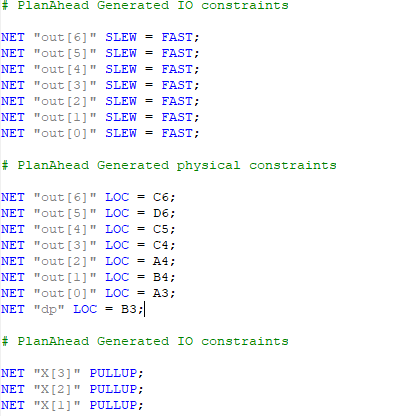 # PlanAhead Generated IO constraints
NET "out[6]" SLEW = FAST;
NET "out[5]" SLEW = FAST;
NET "out[4]" SLEW = FAST;
NET "out[3]" SLEW = FAST;
NET "out[2]" SLEW = FAST;
NET "out[1]" SLEW = FAST;
NET "out[0]" SLEW = FAST;
# PlanAhead Generated physical constraints
NET "out[6]" LOC = C6;
NET "out[5]" LOC = D6;
NET "out[4]" LOC = C5;
NET "out[3]" LOC = C4;
NET "out[2]" LOC = A4;
NET "out[1]" LOC = B4;
NET "out[0]" LOC = A3;
NET "dp" LOC = B3;
# PlanAhead Generated IO constraints
NET "X[3]" PULLUP;
NET "X[2]" PULLUP;
NET "X[1]" PULLUP;